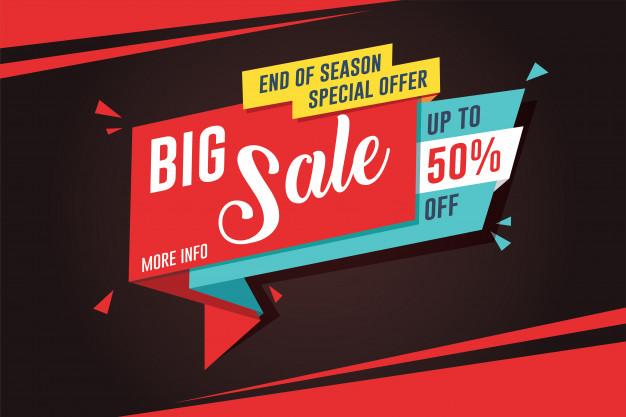 END OF SEASON
SPECIAL OFFER
BIG Sale
UP TO
50%
OFF
MORE INFO